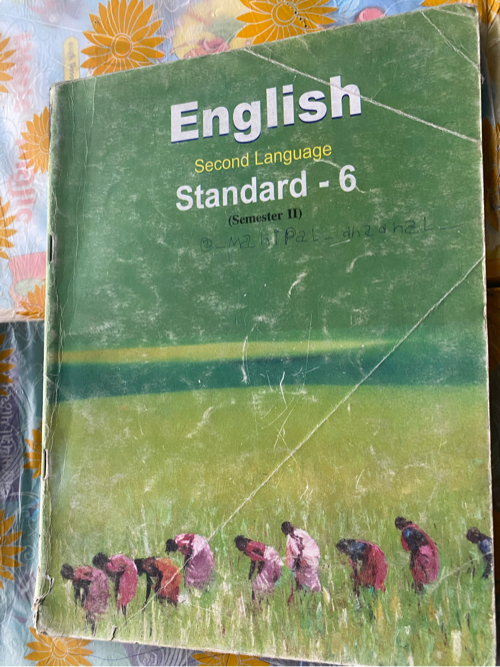 English
Second Language
Standard - 6
(Semester II)